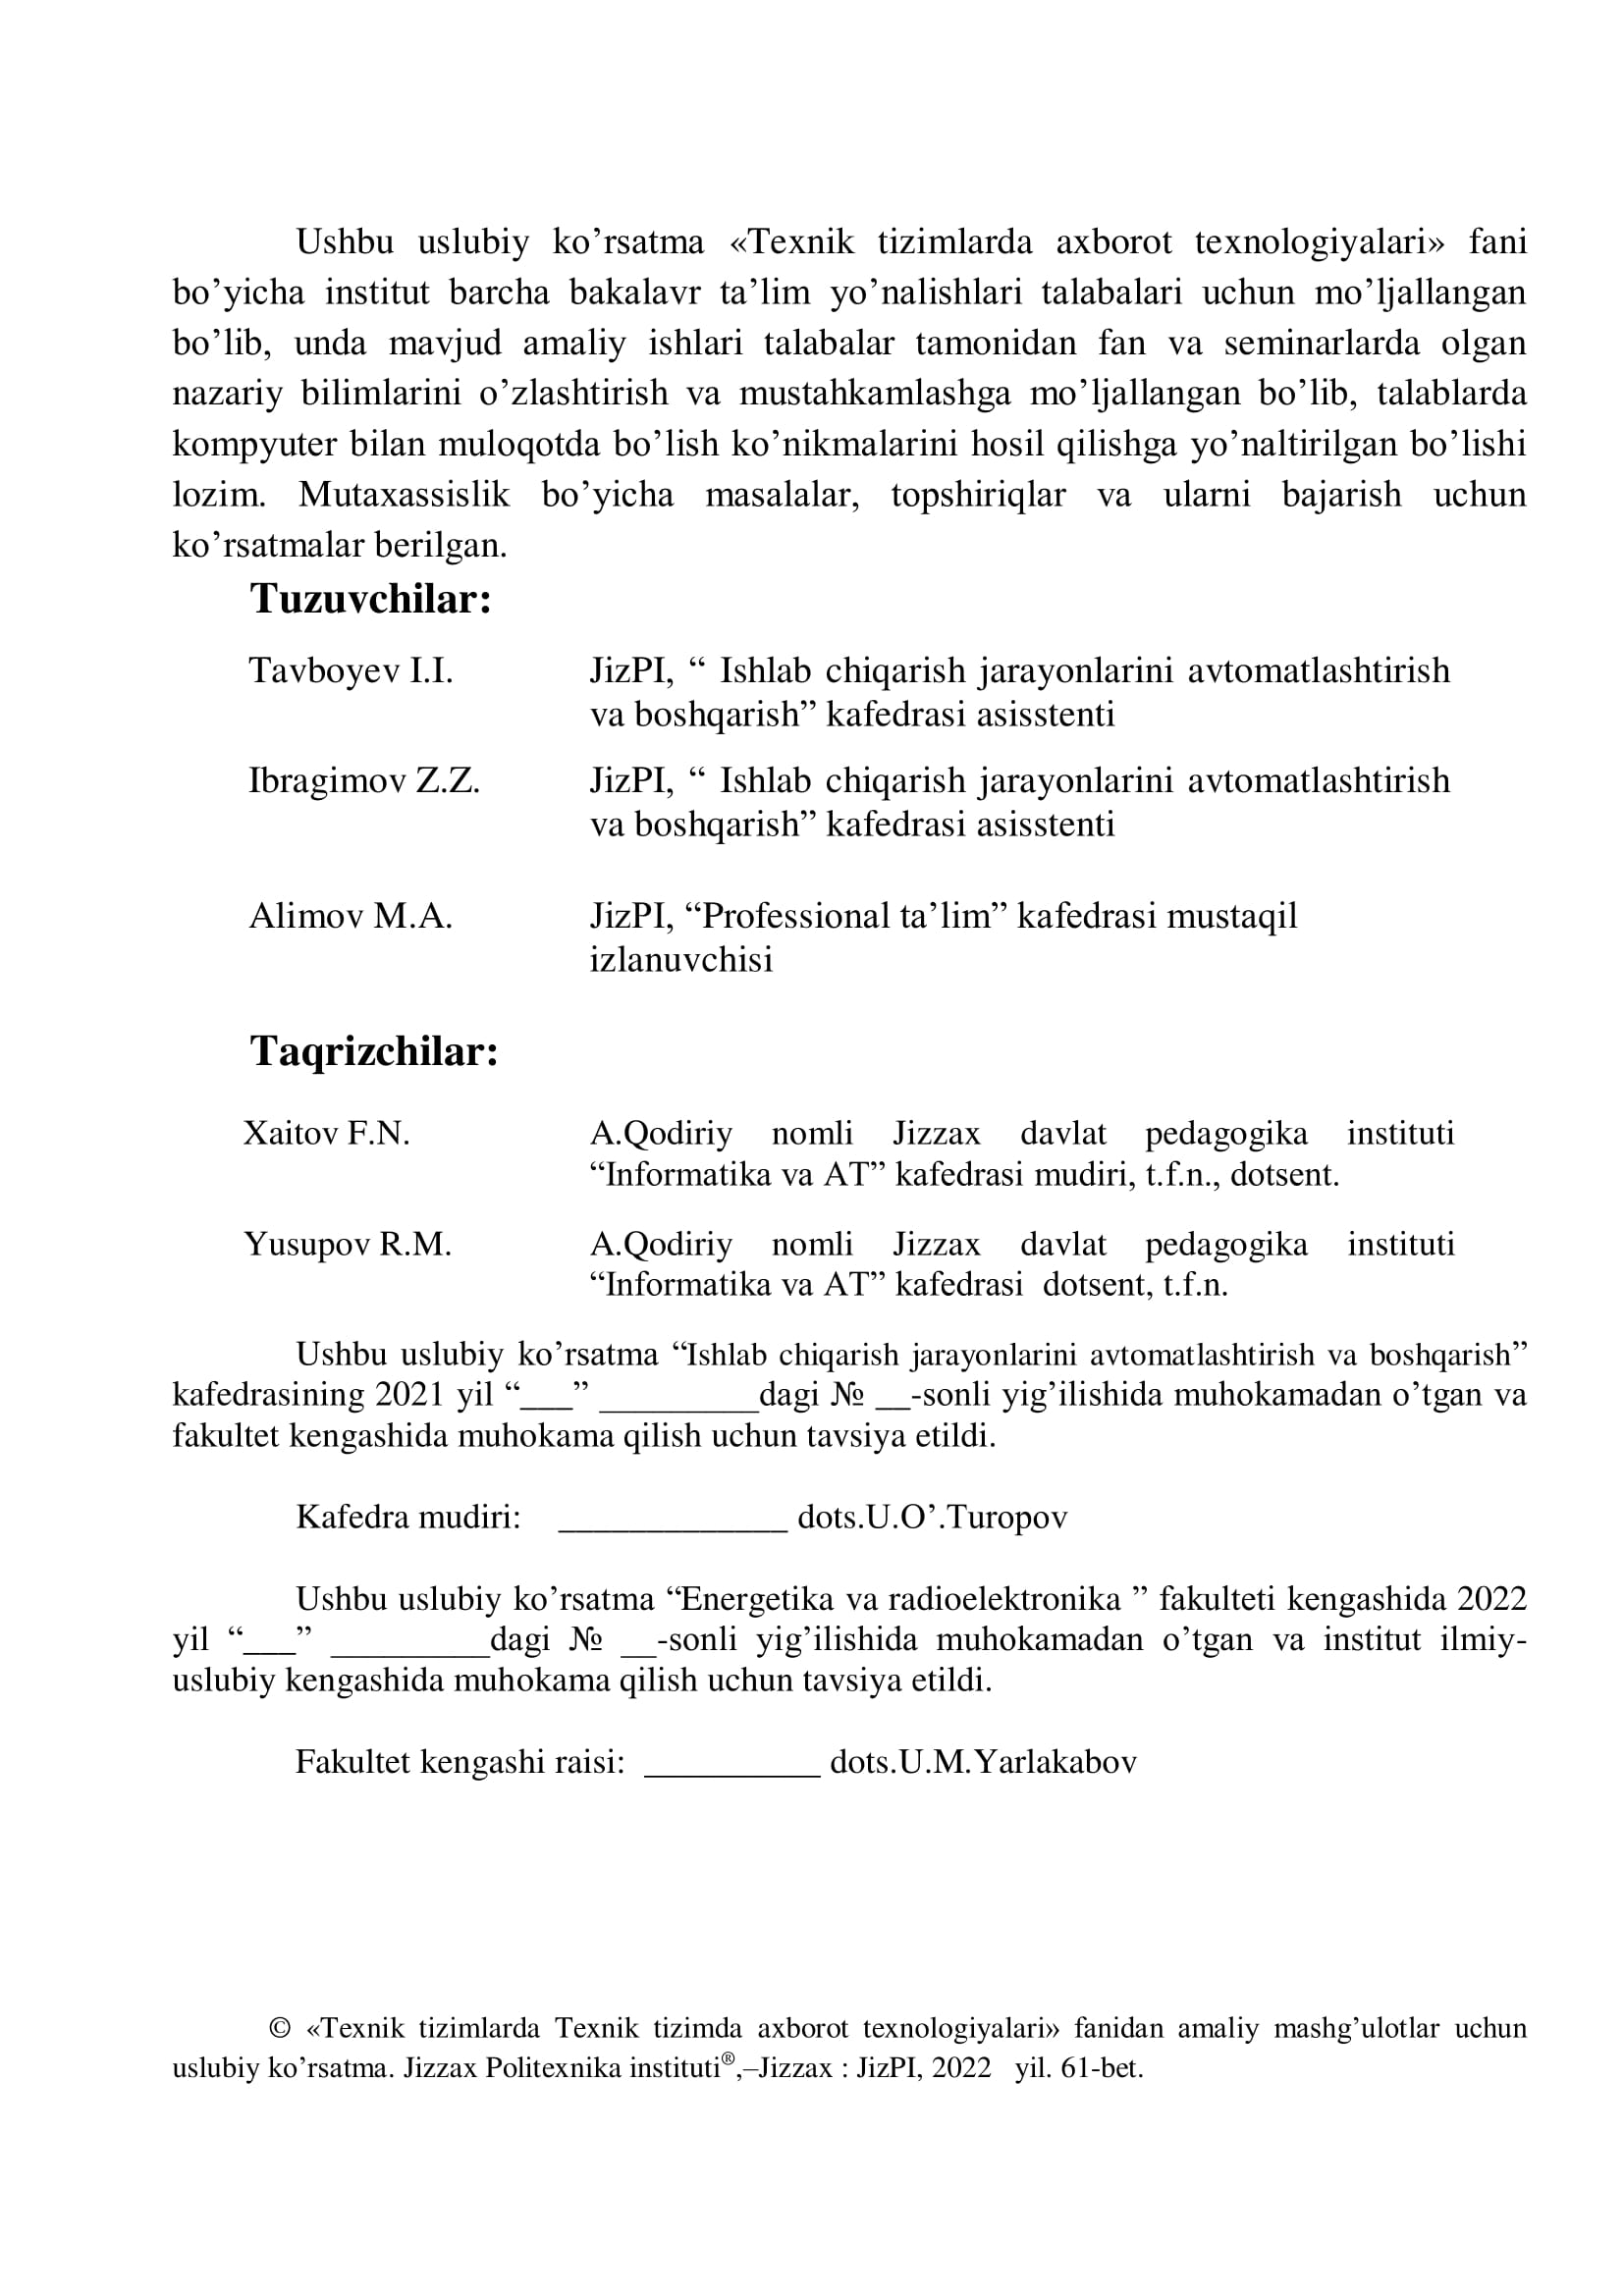 Ushbu uslubiy ko’rsatma «Texnik tizimlarda axborot texnologiyalari» fani
bo’yicha institut barcha bakalavr ta’lim yo’nalishlari talabalari uchun mo’ljallangan
bo’lib, unda mavjud amaliy ishlari talabalar tamonidan fan va seminarlarda olgan
nazariy bilimlarini o’zlashtirish va mustahkamlashga mo’ljallangan bo’lib, talablarda
kompyuter bilan muloqotda bo’lish ko’nikmalarini hosil qilishga yo’naltirilgan bo’lishi
lozim. Mutaxassislik bo’yicha masalalar, topshiriqlar va ularni bajarish uchun
ko’rsatmalar berilgan.
Tuzuvchilar:
Tavboyev I.I. JizPI, “ Ishlab chiqarish jarayonlarini avtomatlashtirish
va boshqarish” kafedrasi asisstenti
Ibragimov Z.Z. JizPI, “ Ishlab chiqarish jarayonlarini avtomatlashtirish
va boshqarish” kafedrasi asisstenti
Alimov M.A. JizPI, “Professional ta’lim” kafedrasi mustaqil
izlanuvchisi
Taqrizchilar:
Xaitov F.N. A.Qodiriy nomli Jizzax davlat pedagogika instituti
“Informatika va AT” kafedrasi mudiri, t.f.n., dotsent.
Yusupov R.M. A.Qodiriy nomli Jizzax davlat pedagogika instituti
“Informatika va AT” kafedrasi dotsent, t.f.n.
Ushbu uslubiy ko’rsatma “Ishlab chiqarish jarayonlarini avtomatlashtirish va boshqarish”
kafedrasining 2021 yil “___” _________dagi № __-sonli yig’ilishida muhokamadan o’tgan va
fakultet kengashida muhokama qilish uchun tavsiya etildi.
Kafedra mudiri: _____________ dots.U.O’.Turopov
Ushbu uslubiy ko’rsatma “Energetika va radioelektronika ” fakulteti kengashida 2022
yil “___” _________dagi № __-sonli yig’ilishida muhokamadan o’tgan va institut ilmiy-
uslubiy kengashida muhokama qilish uchun tavsiya etildi.
Fakultet kengashi raisi: __________ dots.U.M.Yarlakabov
© «Texnik tizimlarda Texnik tizimda axborot texnologiyalari» fanidan amaliy mashg’ulotlar uchun
uslubiy ko’rsatma. Jizzax Politexnika instituti®,–Jizzax : JizPI, 2022 yil. 61-bet.